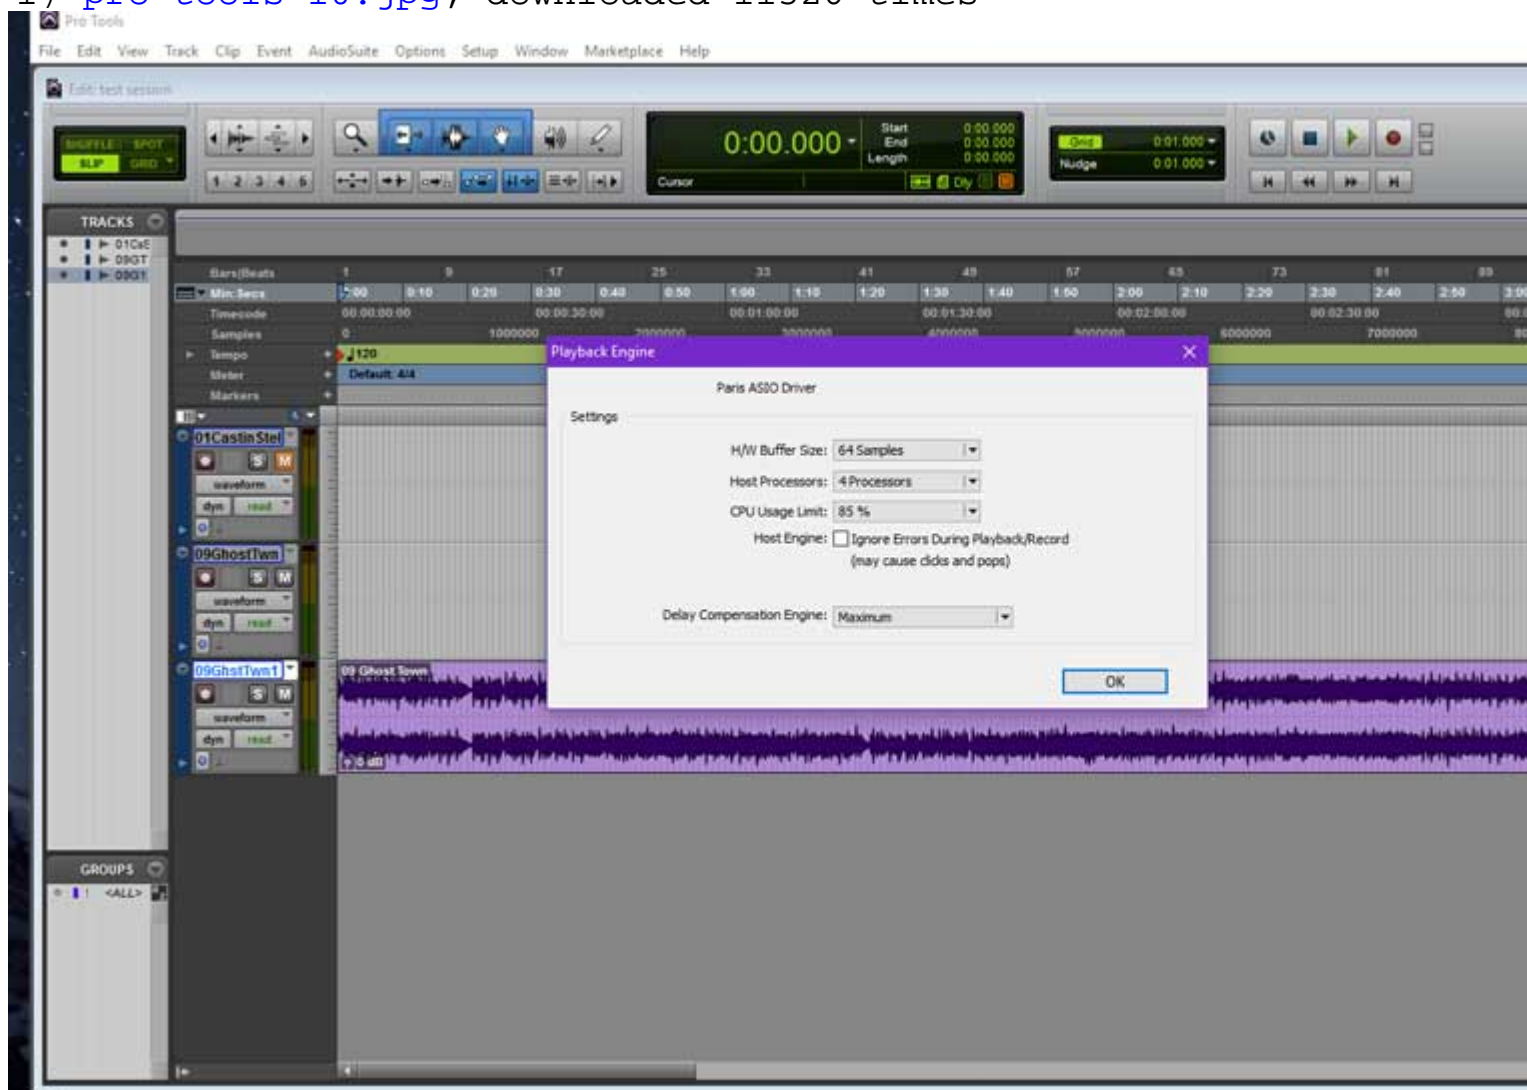 Pro Tools
File Edit View Track Clip Event AudioSuite Options Setup Window Marketplace Help
Edit: test session
SHUFFLE SPOT
SLIP GRID
1 2 3 4 5
0:00.000
Start 0:00.000
End 0:00.000
Length 0:00.000
Cursor
Dly
Grid 0:01.000
Nudge 0:01.000
TRACKS
01CsS
09GT
09GT
Bars|Beats 1 9 17 25 33 41 49 57 65 73 81 89
Min:Secs 0:00 0:10 0:20 0:30 0:40 0:50 1:00 1:10 1:20 1:30 1:40 1:50 2:00 2:10 2:20 2:30 2:40 2:50 3:00
Timecode 00:00:00:00 00:00:30:00 00:01:00:00 00:01:30:00 00:02:00:00 00:02:30:00
Samples 0 1000000 2000000 3000000 4000000 5000000 6000000 7000000
Tempo 120
Meter Default: 4/4
Markers
Playback Engine
Paris ASIO Driver
Settings
H/W Buffer Size: 64 Samples
Host Processors: 4 Processors
CPU Usage Limit: 85 %
Host Engine: Ignore Errors During Playback/Record
(may cause clicks and pops)
Delay Compensation Engine: Maximum
OK
01CastinStel
S M
waveform
dyn read
09GhostTwn
S M
waveform
dyn read
09GhstTwn1
S M
waveform
dyn read
09 Ghost Town
0 dB
GROUPS
! <ALL>